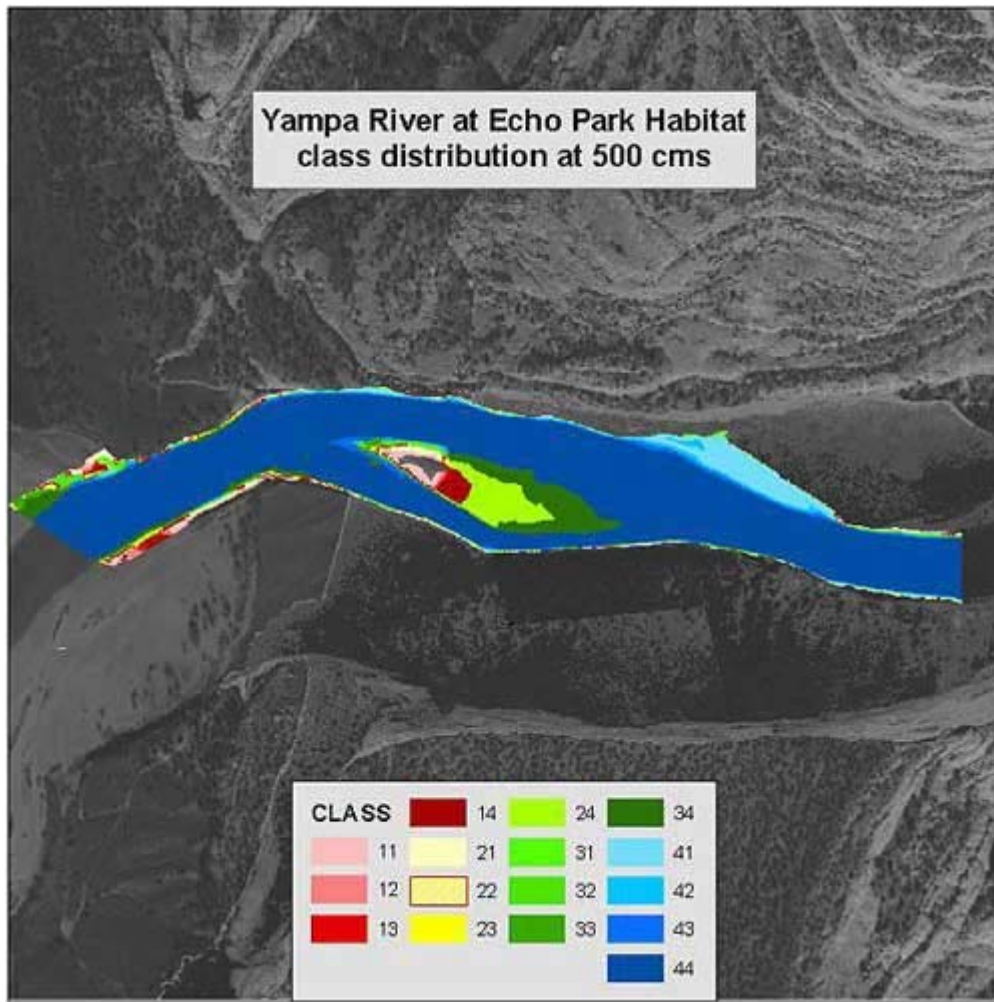 Yampa River at Echo Park Habitat
class distribution at 500 cms
CLASS 14 24 34
11 21 31 41
12 22 32 42
13 23 33 43
44